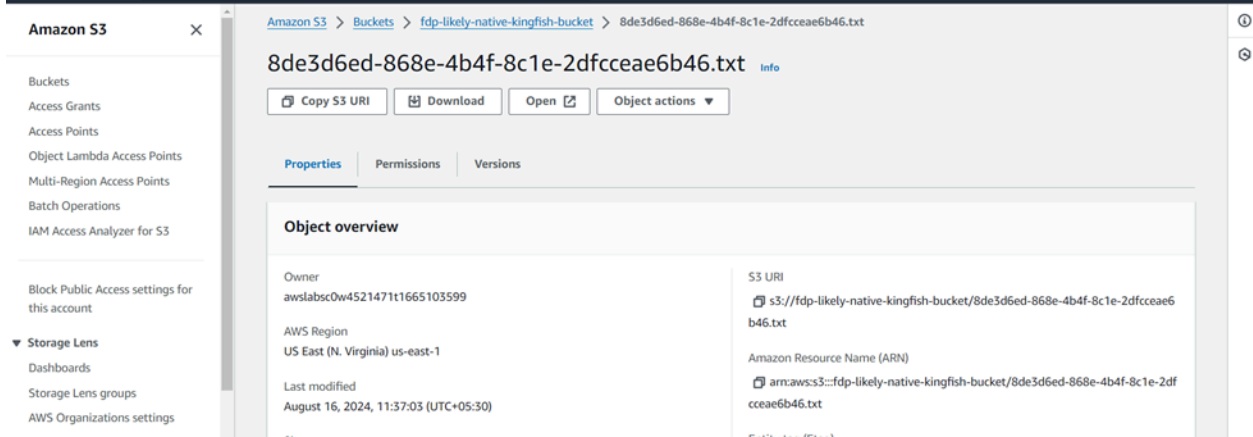 Amazon S3
Buckets
Access Grants
Access Points
Object Lambda Access Points
Multi-Region Access Points
Batch Operations
IAM Access Analyzer for S3
Block Public Access settings for
this account
Storage Lens
Dashboards
Storage Lens groups
AWS Organizations settings
Amazon S3 > Buckets > fdp-likely-native-kingfish-bucket > 8de3d6ed-868e-4b4f-8c1e-2dfcceae6b46.txt
8de3d6ed-868e-4b4f-8c1e-2dfcceae6b46.txt Info
Copy S3 URI Download Open Object actions
Properties Permissions Versions
Object overview
Owner
awslabsc0w4521471t1665103599
AWS Region
US East (N. Virginia) us-east-1
Last modified
August 16, 2024, 11:37:03 (UTC+05:30)
S3 URI
s3://fdp-likely-native-kingfish-bucket/8de3d6ed-868e-4b4f-8c1e-2dfcceae6
b46.txt
Amazon Resource Name (ARN)
arn:aws:s3:::fdp-likely-native-kingfish-bucket/8de3d6ed-868e-4b4f-8c1e-2df
cceae6b46.txt